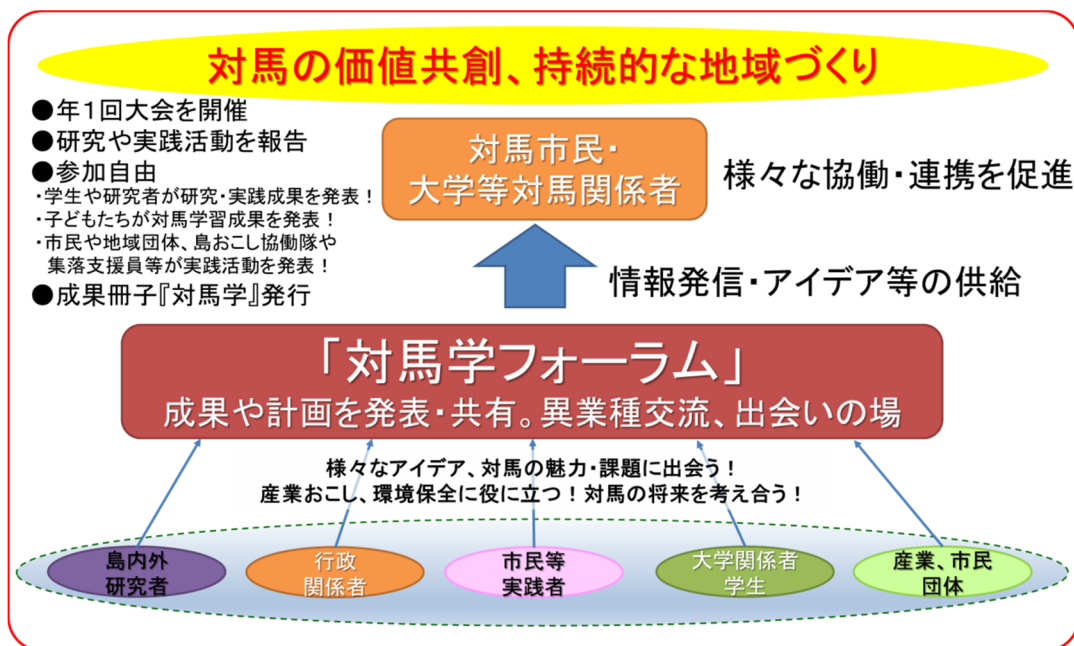 対馬の価値共創、持続的な地域づくり
●年1回大会を開催
●研究や実践活動を報告
●参加自由
・学生や研究者が研究・実践成果を発表！
・子どもたちが対馬学習成果を発表！
・市民や地域団体、島おこし協働隊や
集落支援員等が実践活動を発表！
●成果冊子『対馬学』発行
対馬市民・
大学等対馬関係者
様々な協働・連携を促進
情報発信・アイデア等の供給
「対馬学フォーラム」
成果や計画を発表・共有。異業種交流、出会いの場
様々なアイデア、対馬の魅力・課題に出会う！
産業おこし、環境保全に役に立つ！対馬の将来を考え合う！
島内外
研究者
行政
関係者
市民等
実践者
大学関係者
学生
産業、市民
団体